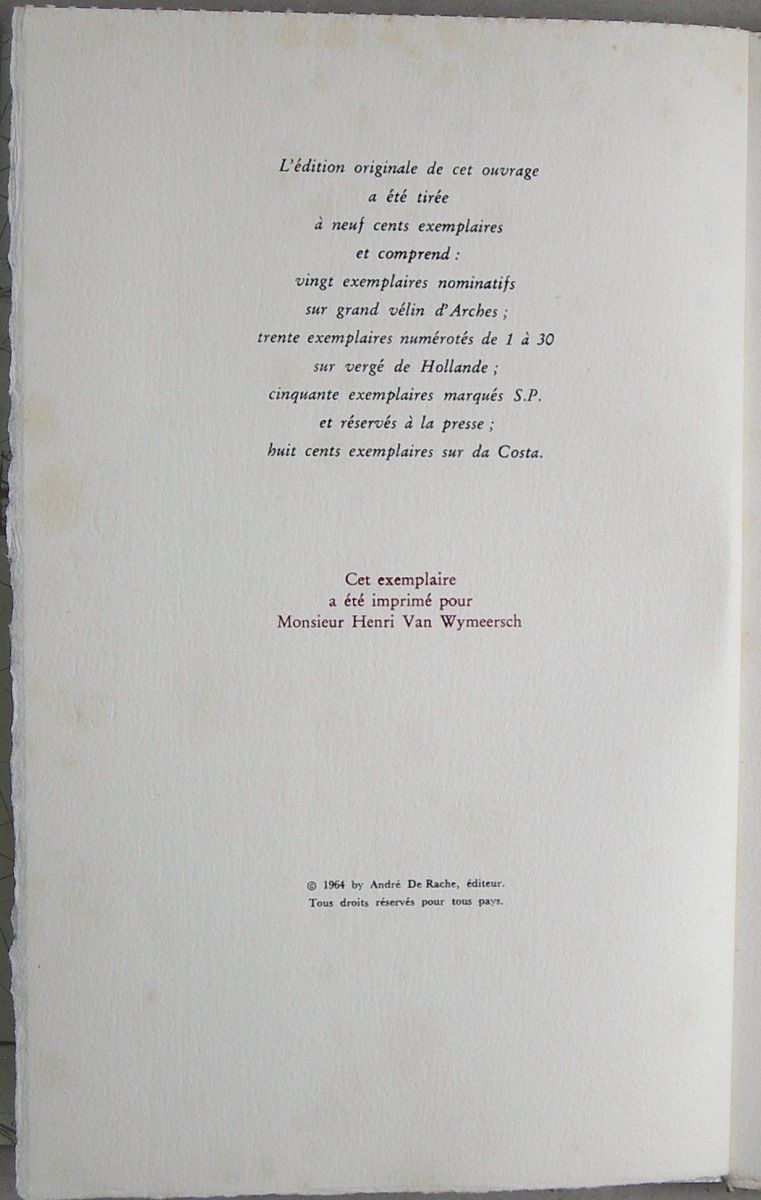 L'édition originale de cet ouvrage
a été tirée
à neuf cents exemplaires
et comprend :
vingt exemplaires nominatifs
sur grand vélin d'Arches ;
trente exemplaires numérotés de 1 à 30
sur vergé de Hollande ;
cinquante exemplaires marqués S.P.
et réservés à la presse ;
huit cents exemplaires sur da Costa.
Cet exemplaire
a été imprimé pour
Monsieur Henri Van Wymeersch
© 1964 by André De Rache, éditeur.
Tous droits réservés pour tous pays.